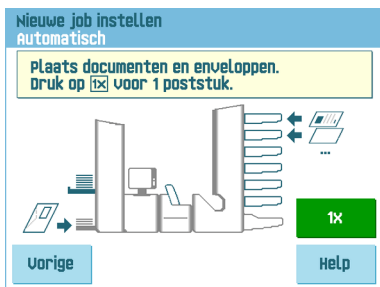 Nieuwe job instellen
Automatisch
Plaats documenten en enveloppen.
Druk op 1x voor 1 poststuk.
...
1x
Vorige
Help